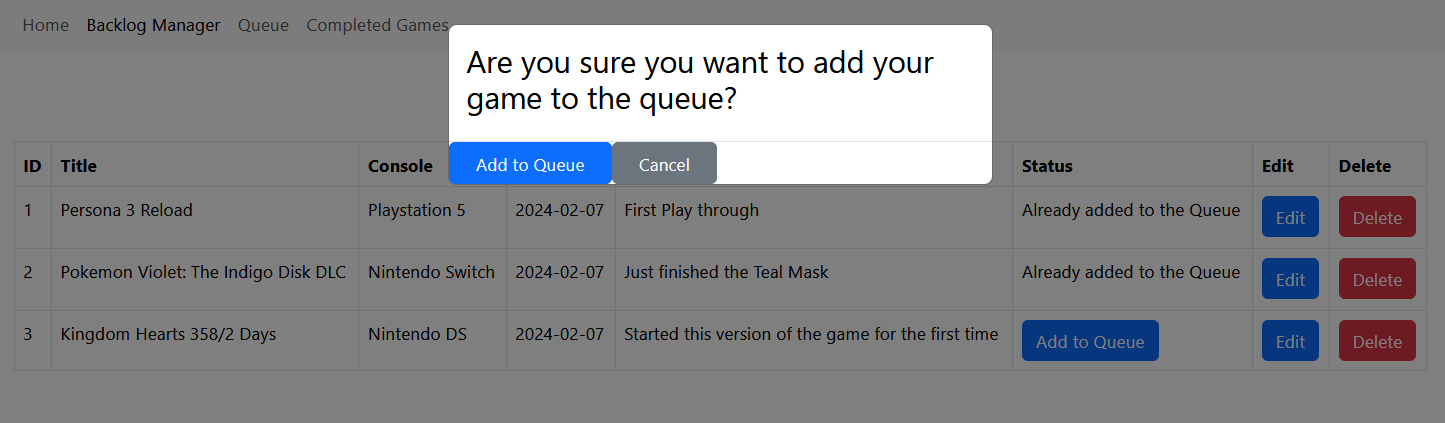 Home Backlog Manager Queue Completed Games
Are you sure you want to add your
game to the queue?
Add to Queue Cancel
ID Title Console Status Edit Delete
1 Persona 3 Reload Playstation 5 2024-02-07 First Play through Already added to the Queue Edit Delete
2 Pokemon Violet: The Indigo Disk DLC Nintendo Switch 2024-02-07 Just finished the Teal Mask Already added to the Queue Edit Delete
3 Kingdom Hearts 358/2 Days Nintendo DS 2024-02-07 Started this version of the game for the first time Add to Queue Edit Delete